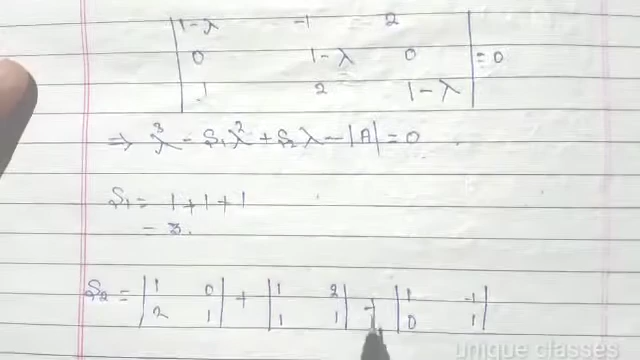 | 1-λ -1 2 |
| 0 1-λ 0 | = 0
| 1 2 1-λ |
⇒ λ³ - S₁λ² + S₂λ - |A| = 0
S₁ = 1+1+1
= 3.
S₂ = | 1 0 | + | 1 2 | + | 1 -1 |
| 2 1 | | 1 1 | | 0 1 |
unique classes